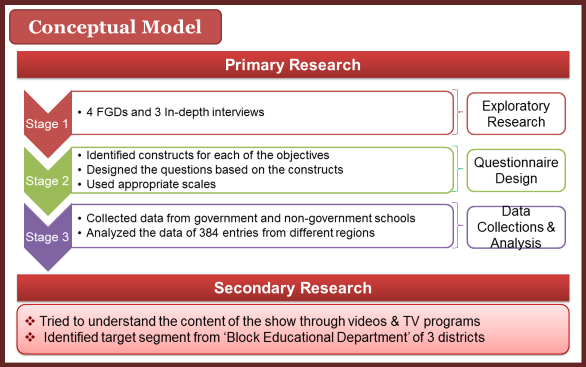 Conceptual Model
Primary Research
Stage 1
• 4 FGDs and 3 In-depth interviews
Exploratory
Research
Stage 2
• Identified constructs for each of the objectives
• Designed the questions based on the constructs
• Used appropriate scales
Questionnaire
Design
Stage 3
• Collected data from government and non-government schools
• Analyzed the data of 384 entries from different regions
Data
Collections &
Analysis
Secondary Research
❖ Tried to understand the content of the show through videos & TV programs
❖ Identified target segment from ‘Block Educational Department’ of 3 districts